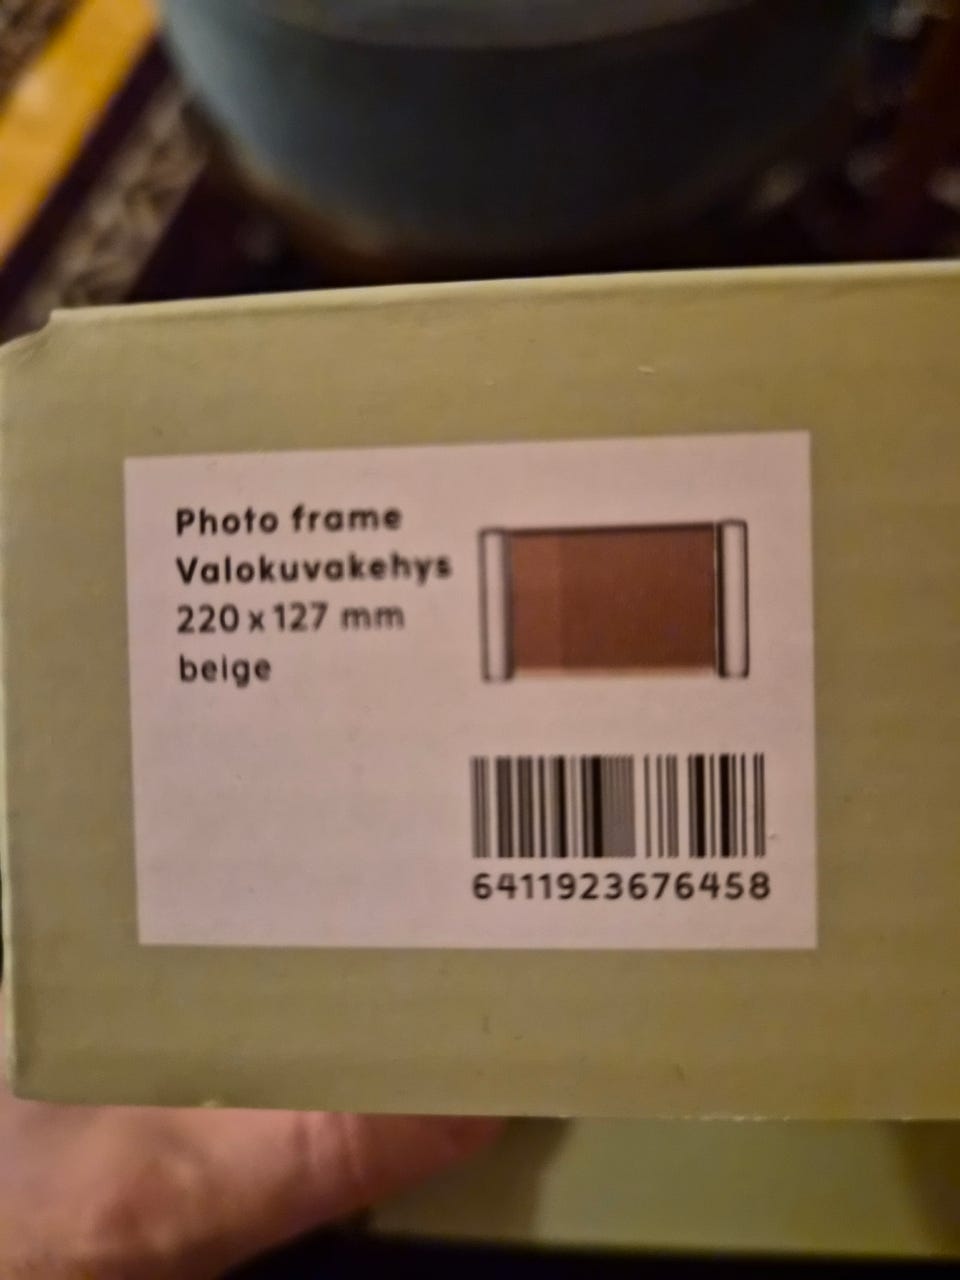 Photo frame
Valokuvakehys
220 x 127 mm
beige
6411923676458